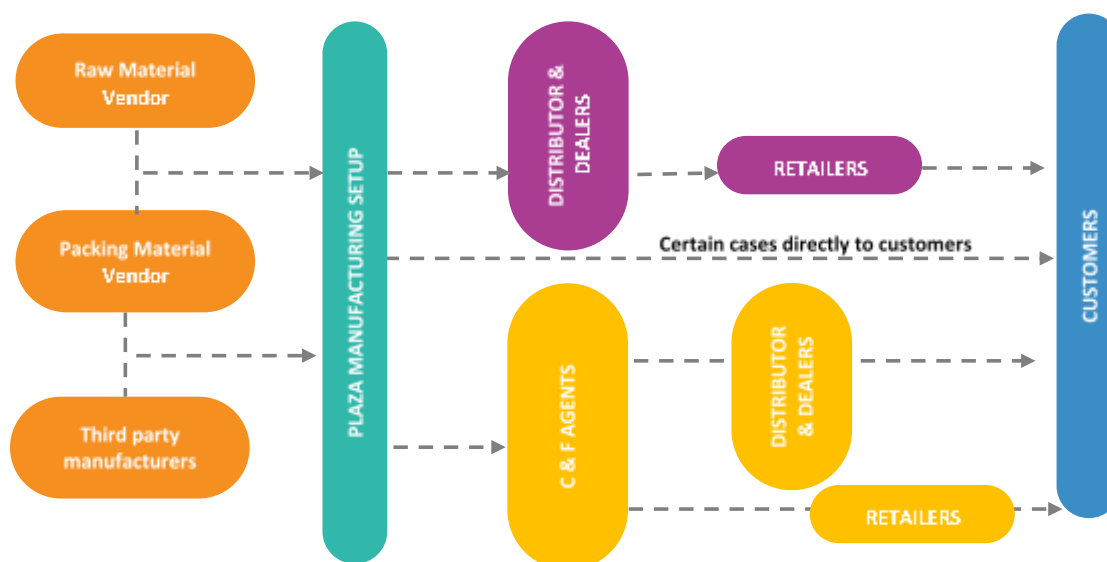 Raw Material
Vendor
Packing Material
Vendor
Third party
manufacturers
PLAZA MANUFACTURING SETUP
DISTRIBUTOR &
DEALERS
RETAILERS
Certain cases directly to customers
C & F AGENTS
DISTRIBUTOR
& DEALERS
RETAILERS
CUSTOMERS